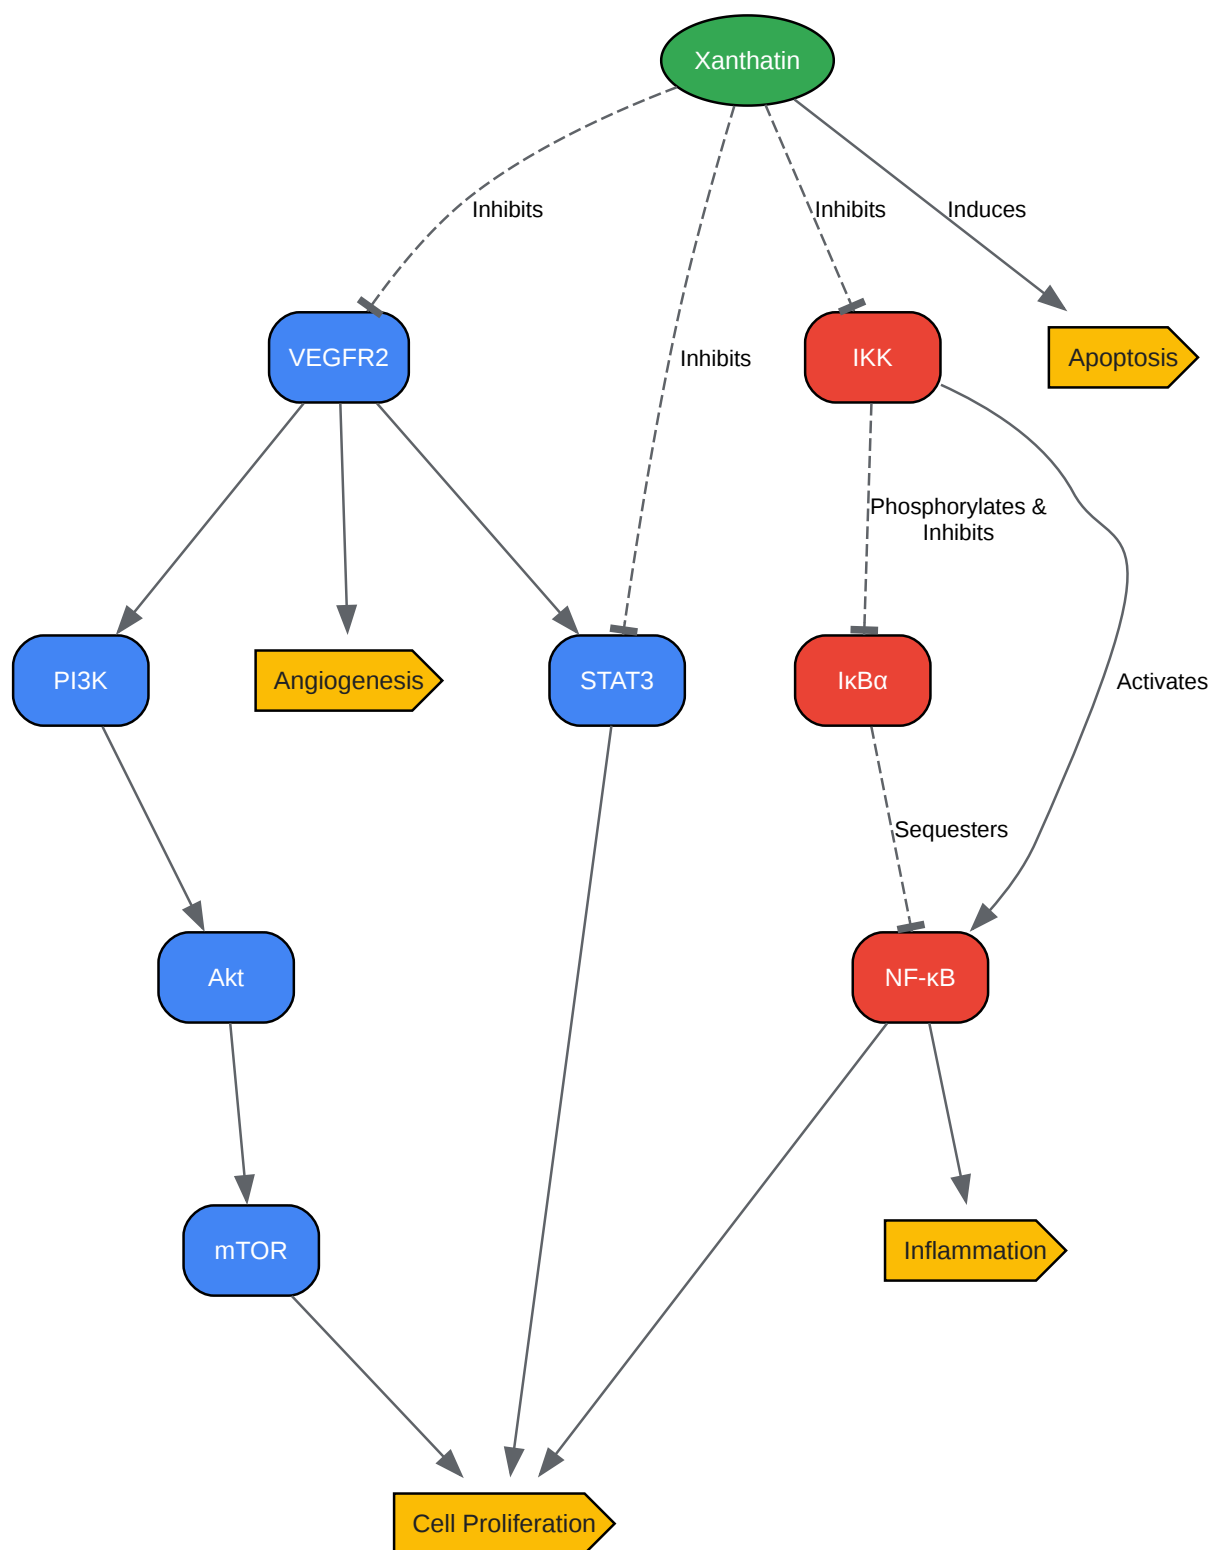 Xanthatin
Inhibits
Inhibits
Induces
VEGFR2
Inhibits
IKK
Apoptosis
Phosphorylates &
Inhibits
PI3K
Angiogenesis
STAT3
IκBα
Activates
Sequesters
Akt
NF-κB
mTOR
Inflammation
Cell Proliferation